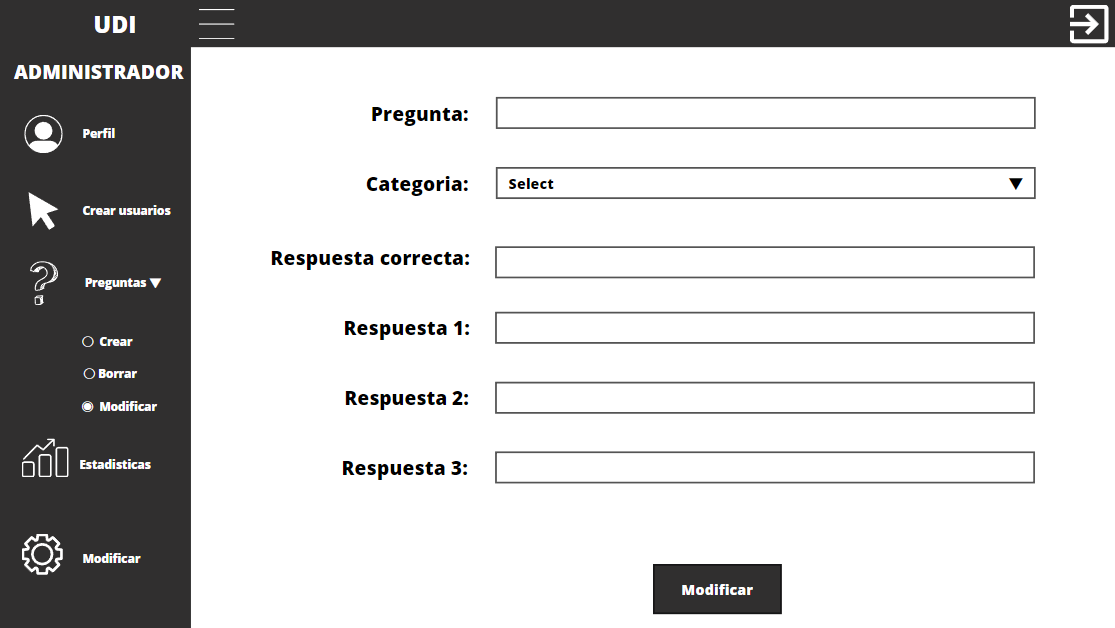 UDI
ADMINISTRADOR
Perfil
Crear usuarios
Preguntas ▼
Crear
Borrar
Modificar
Estadisticas
Modificar
Pregunta:
Categoria:
Select ▼
Respuesta correcta:
Respuesta 1:
Respuesta 2:
Respuesta 3:
Modificar